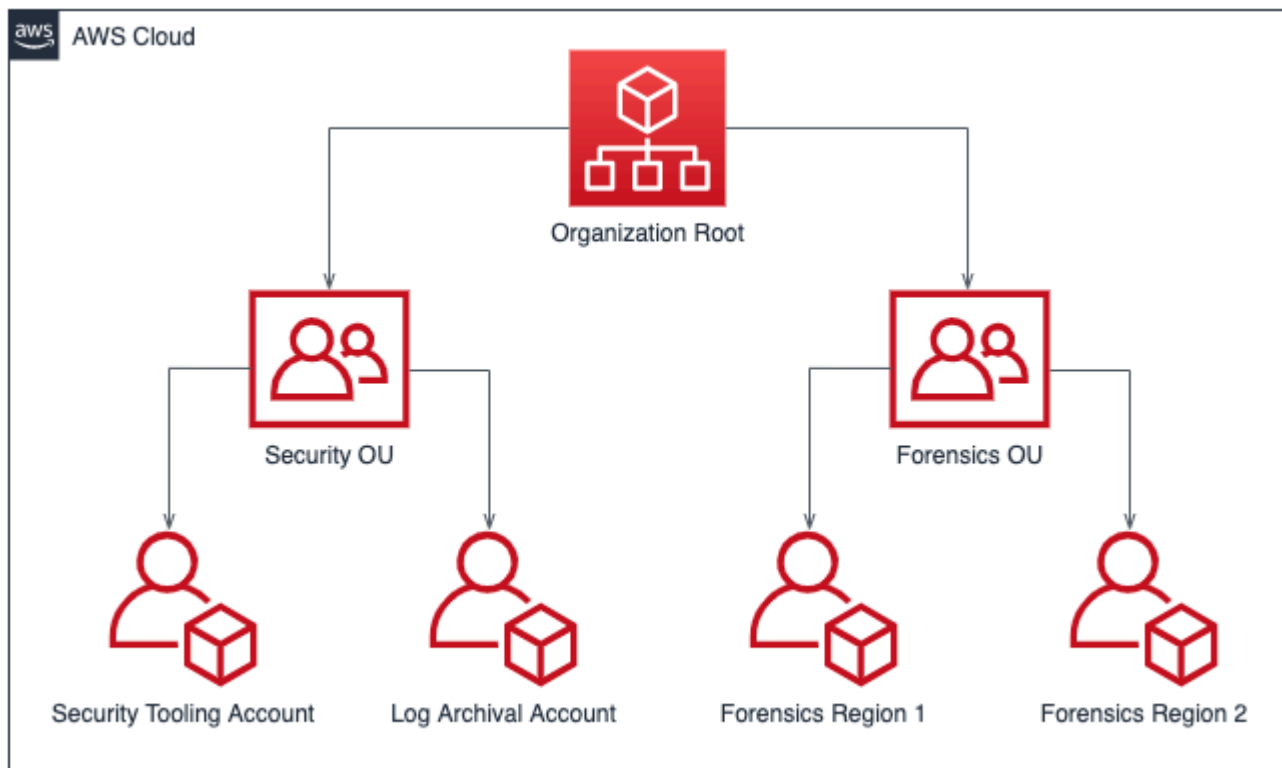 aws
AWS Cloud
Organization Root
Security OU
Forensics OU
Security Tooling Account
Log Archival Account
Forensics Region 1
Forensics Region 2